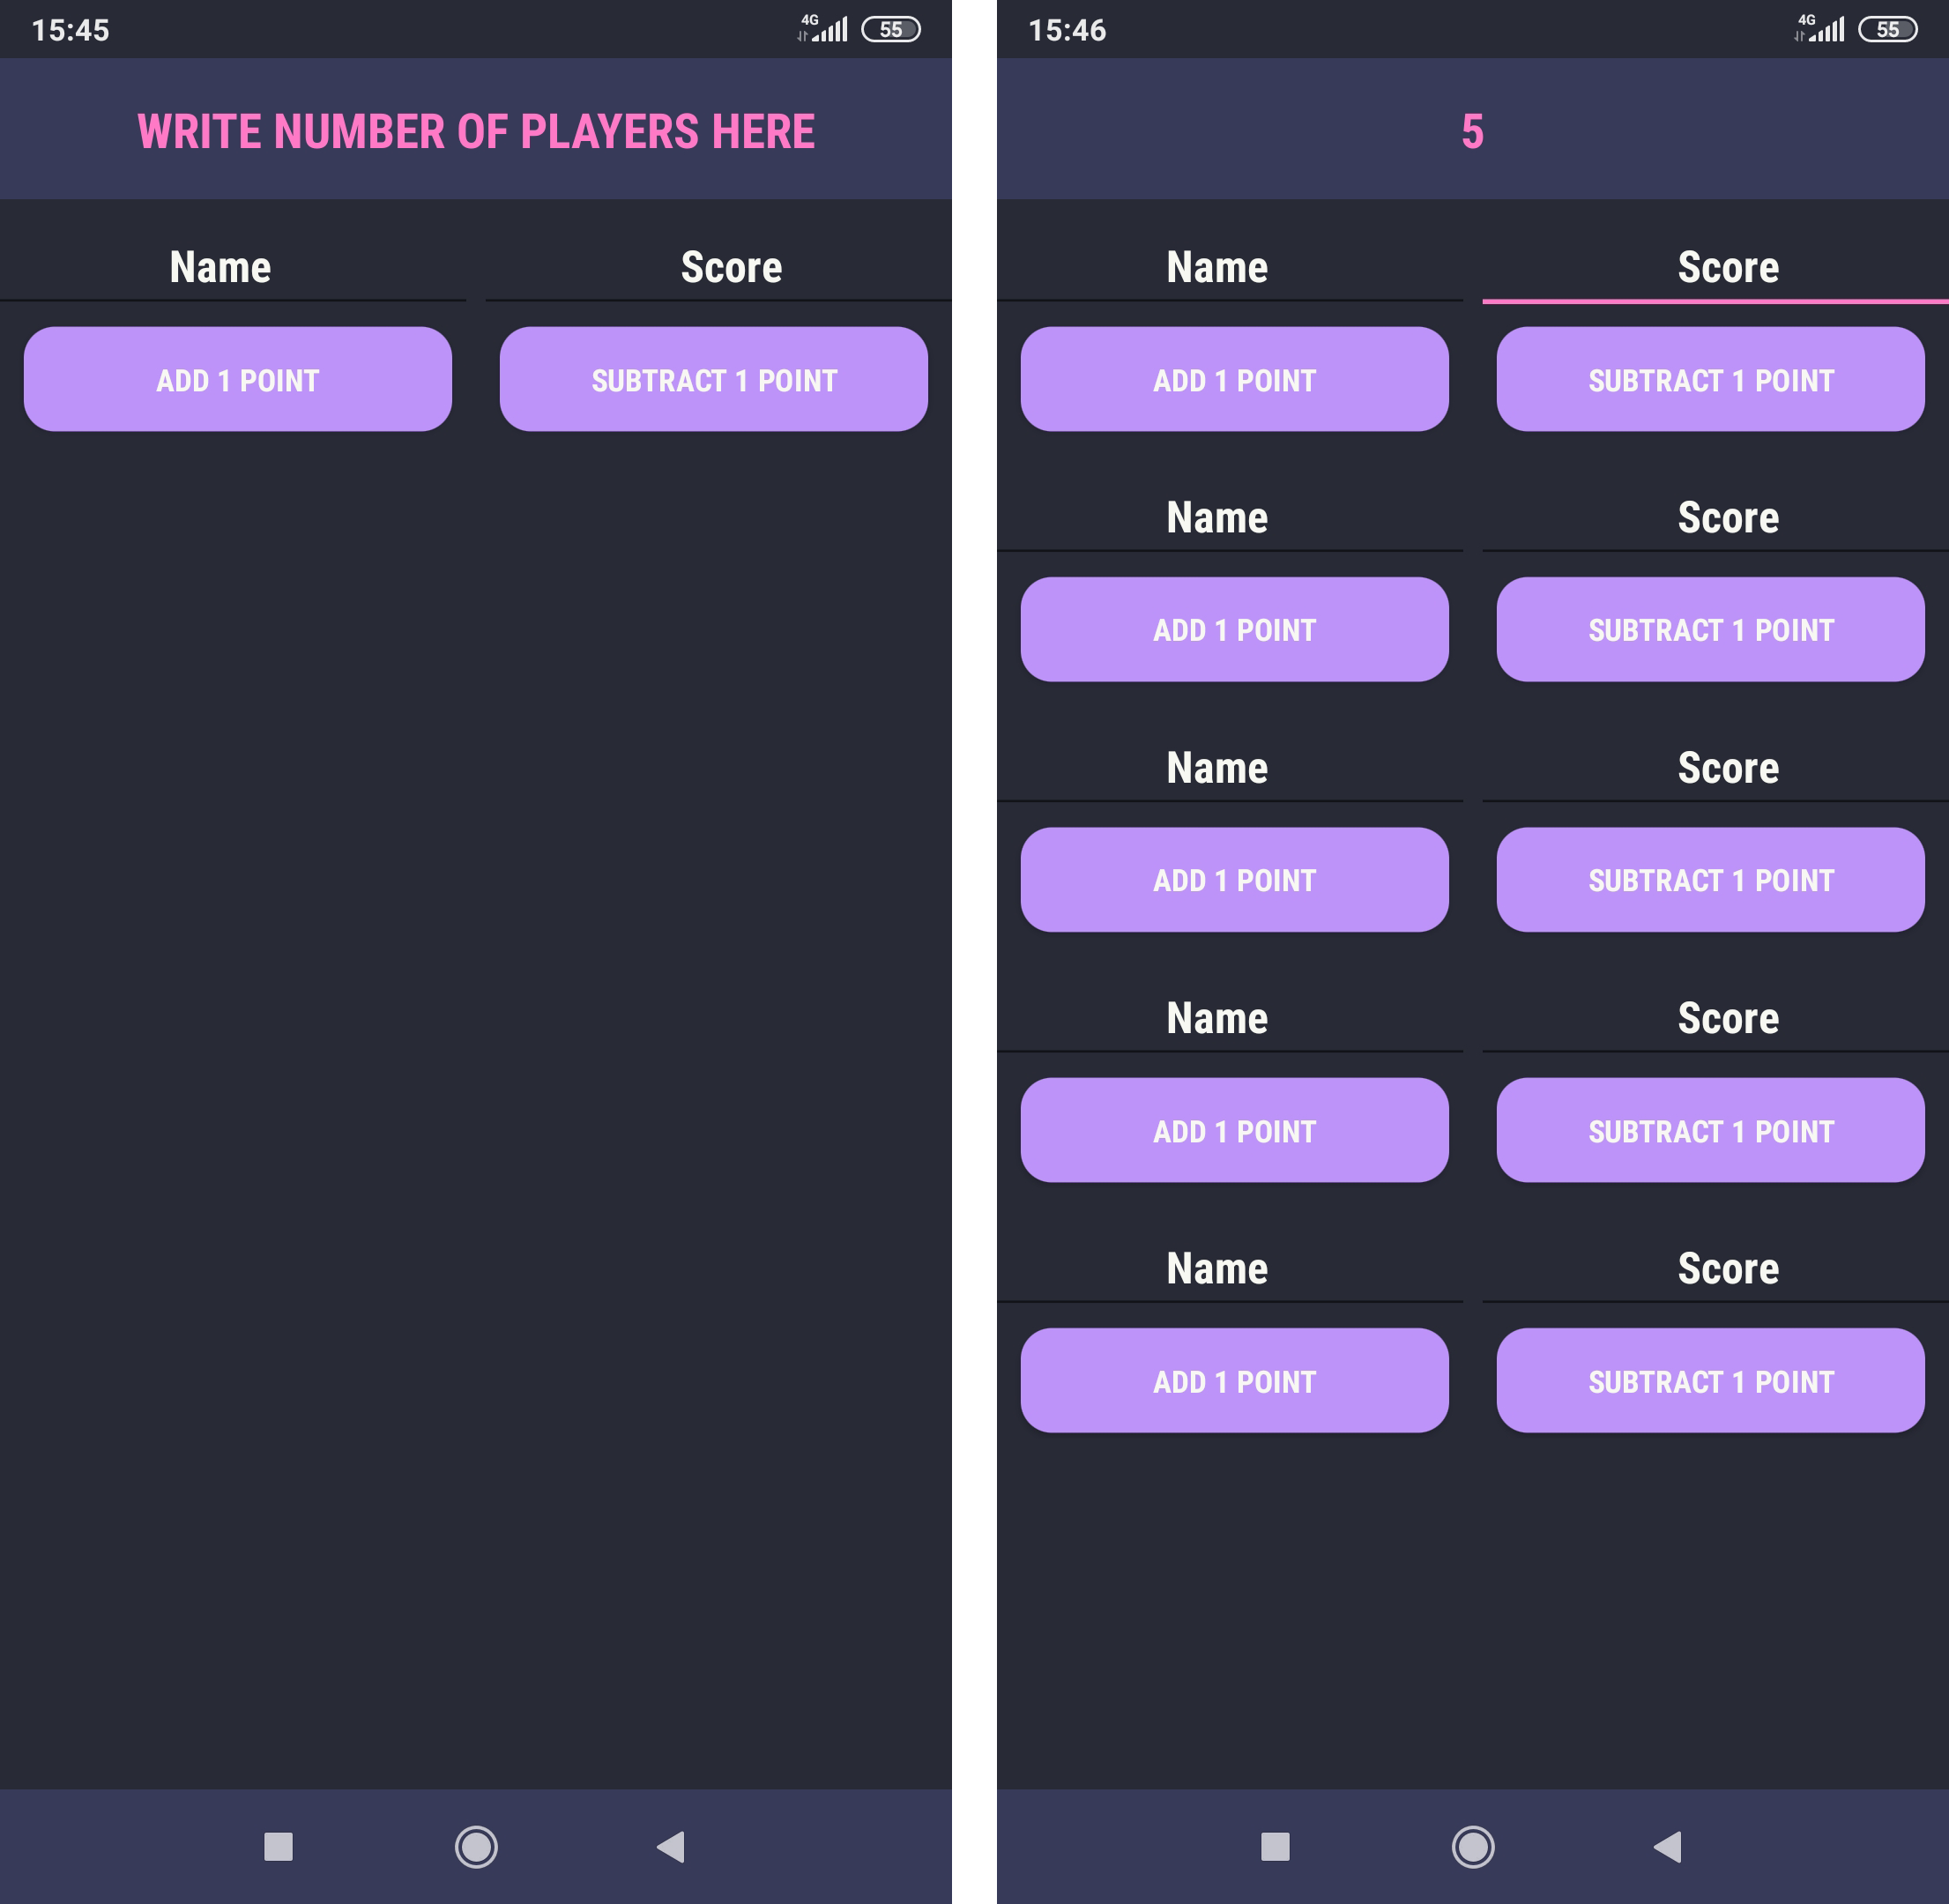 15:45
4G
55
WRITE NUMBER OF PLAYERS HERE
Name
Score
ADD 1 POINT
SUBTRACT 1 POINT
15:46
4G
55
5
Name
Score
ADD 1 POINT
SUBTRACT 1 POINT
Name
Score
ADD 1 POINT
SUBTRACT 1 POINT
Name
Score
ADD 1 POINT
SUBTRACT 1 POINT
Name
Score
ADD 1 POINT
SUBTRACT 1 POINT
Name
Score
ADD 1 POINT
SUBTRACT 1 POINT